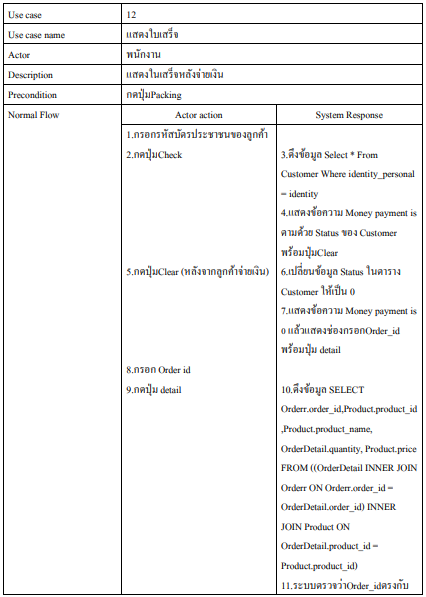 Use case 12
Use case name แสดงใบเสร็จ
Actor พนักงาน
Description แสดงในเสร็จหลังจ่ายเงิน
Precondition กดปุ่มPacking
Normal Flow Actor action System Response
1.กรอกรหัสบัตรประชาชนของลูกค้า
2.กดปุ่มCheck 3.ดึงข้อมูล Select * From
Customer Where identity_personal
= identity
4.แสดงข้อความ Money payment is
ตามด้วย Status ของ Customer
พร้อมปุ่มClear
5.กดปุ่มClear (หลังจากลูกค้าจ่ายเงิน) 6.เปลี่ยนข้อมูล Status ในตาราง
Customer ให้เป็น 0
7.แสดงข้อความ Money payment is
0 แล้วแสดงช่องกรอกOrder_id
พร้อมปุ่ม detail
8.กรอก Order id
9.กดปุ่ม detail 10.ดึงข้อมูล SELECT
Orderr.order_id,Product.product_id
,Product.product_name,
OrderDetail.quantity, Product.price
FROM ((OrderDetail INNER JOIN
Orderr ON Orderr.order_id =
OrderDetail.order_id) INNER
JOIN Product ON
OrderDetail.product_id =
Product.product_id)
11.ระบบตรวจว่าOrder_idตรงกับ